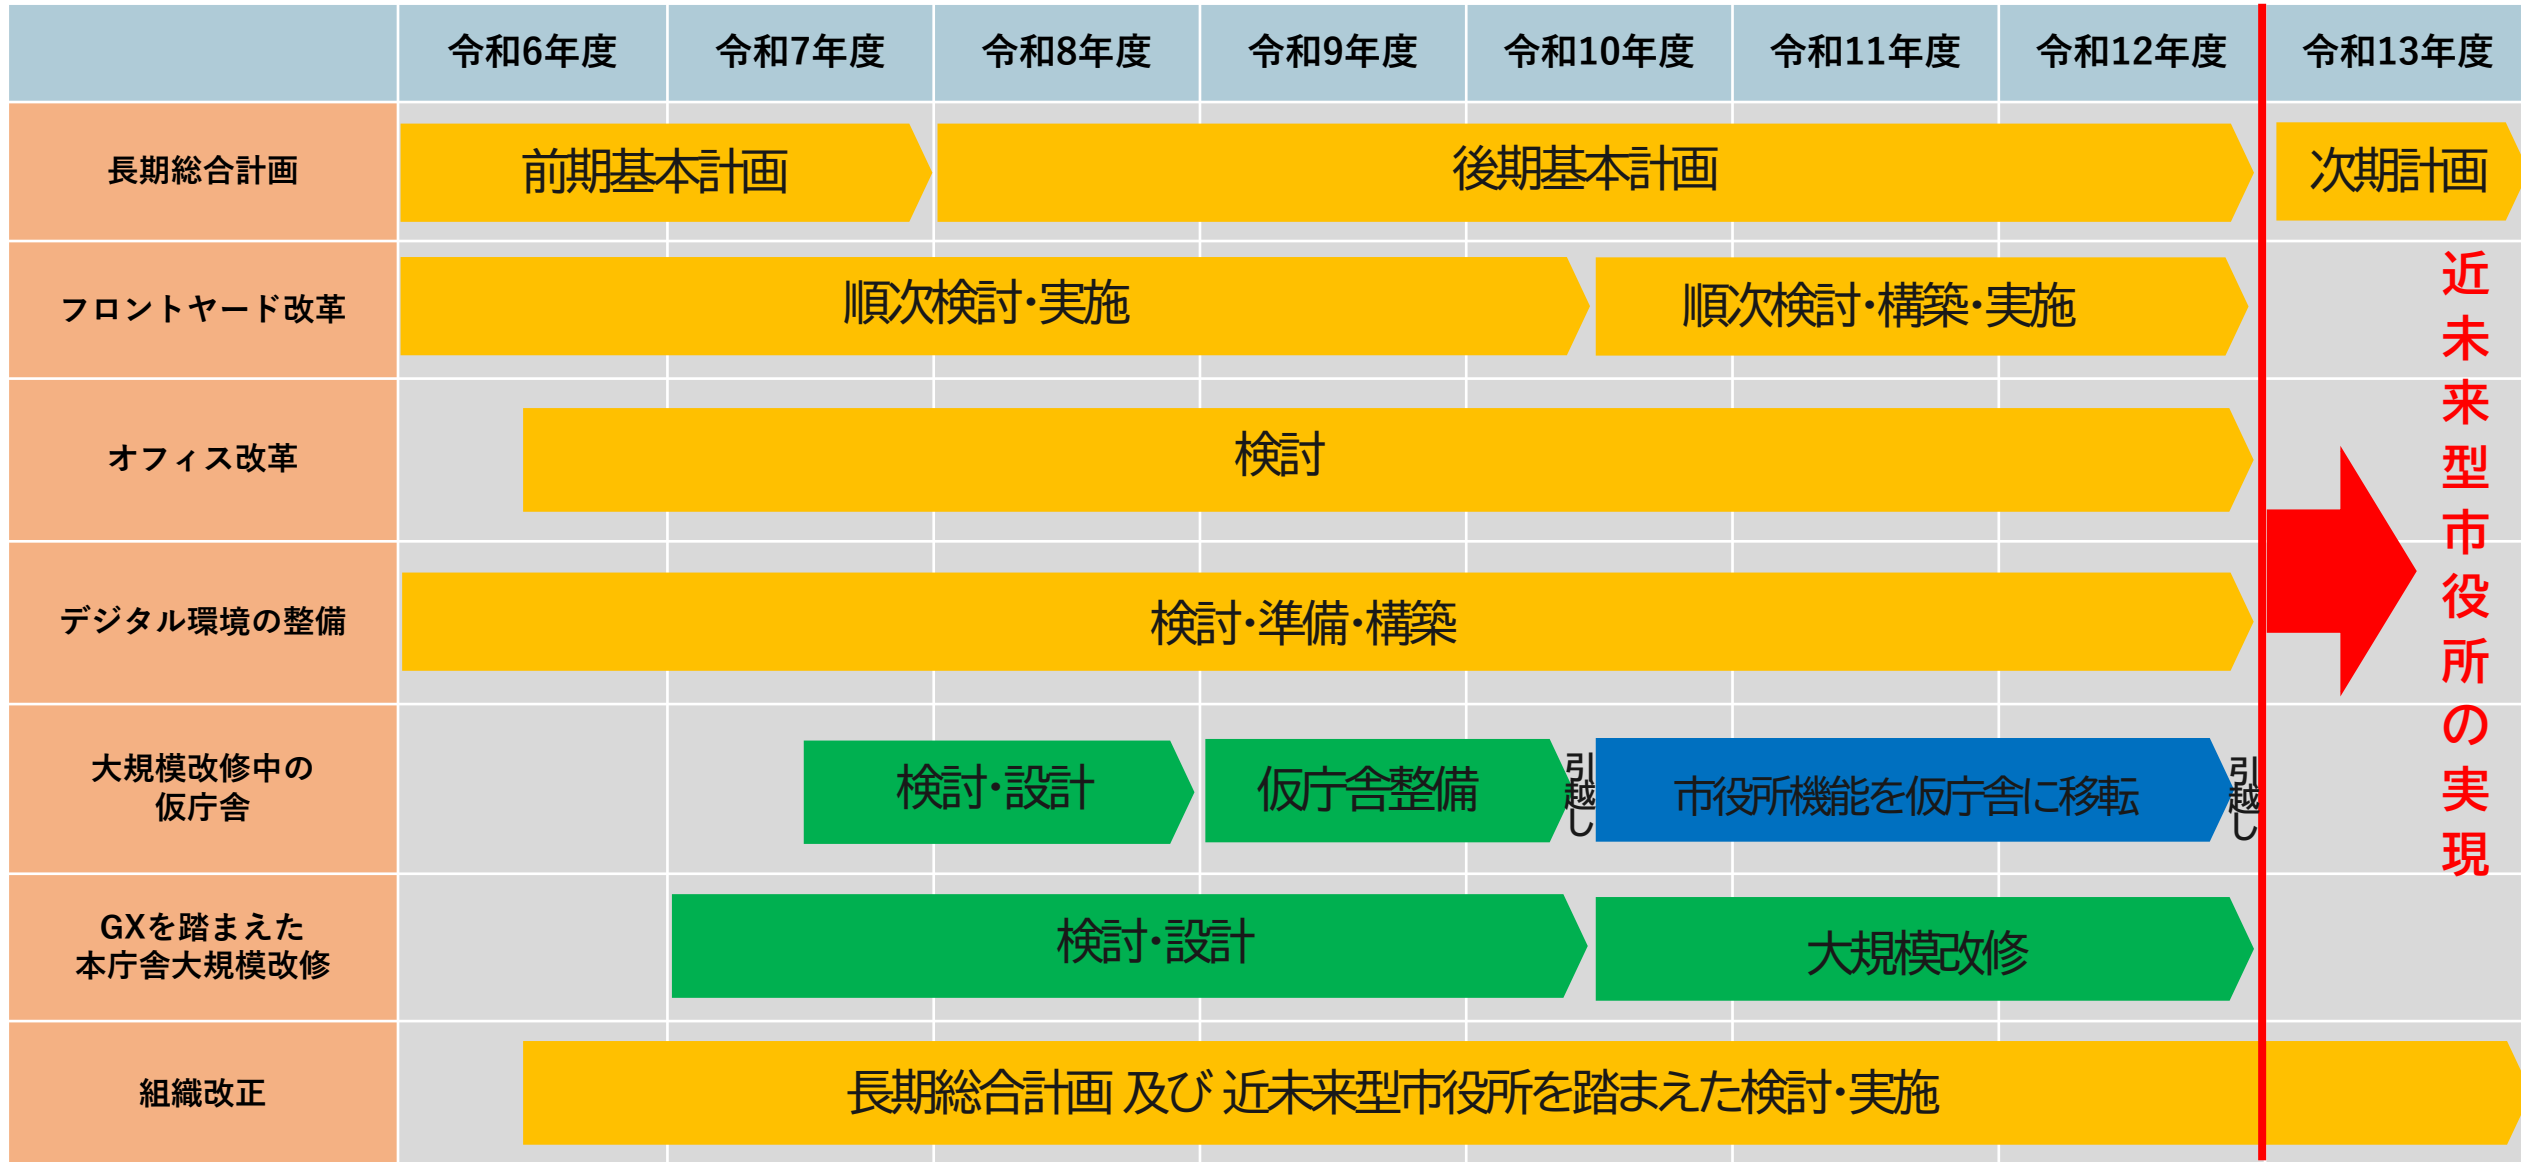 令和6年度
令和7年度
令和8年度
令和9年度
令和10年度
令和11年度
令和12年度
令和13年度
長期総合計画
前期基本計画
後期基本計画
次期計画
フロントヤード改革
順次検討・実施
順次検討・構築・実施
オフィス改革
検討
デジタル環境の整備
検討・準備・構築
大規模改修中の
仮庁舎
検討・設計
仮庁舎整備
引越し
市役所機能を仮庁舎に移転
引越し
GXを踏まえた
本庁舎大規模改修
検討・設計
大規模改修
組織改正
長期総合計画 及び 近未来型市役所を踏まえた検討・実施
近未来型市役所の実現